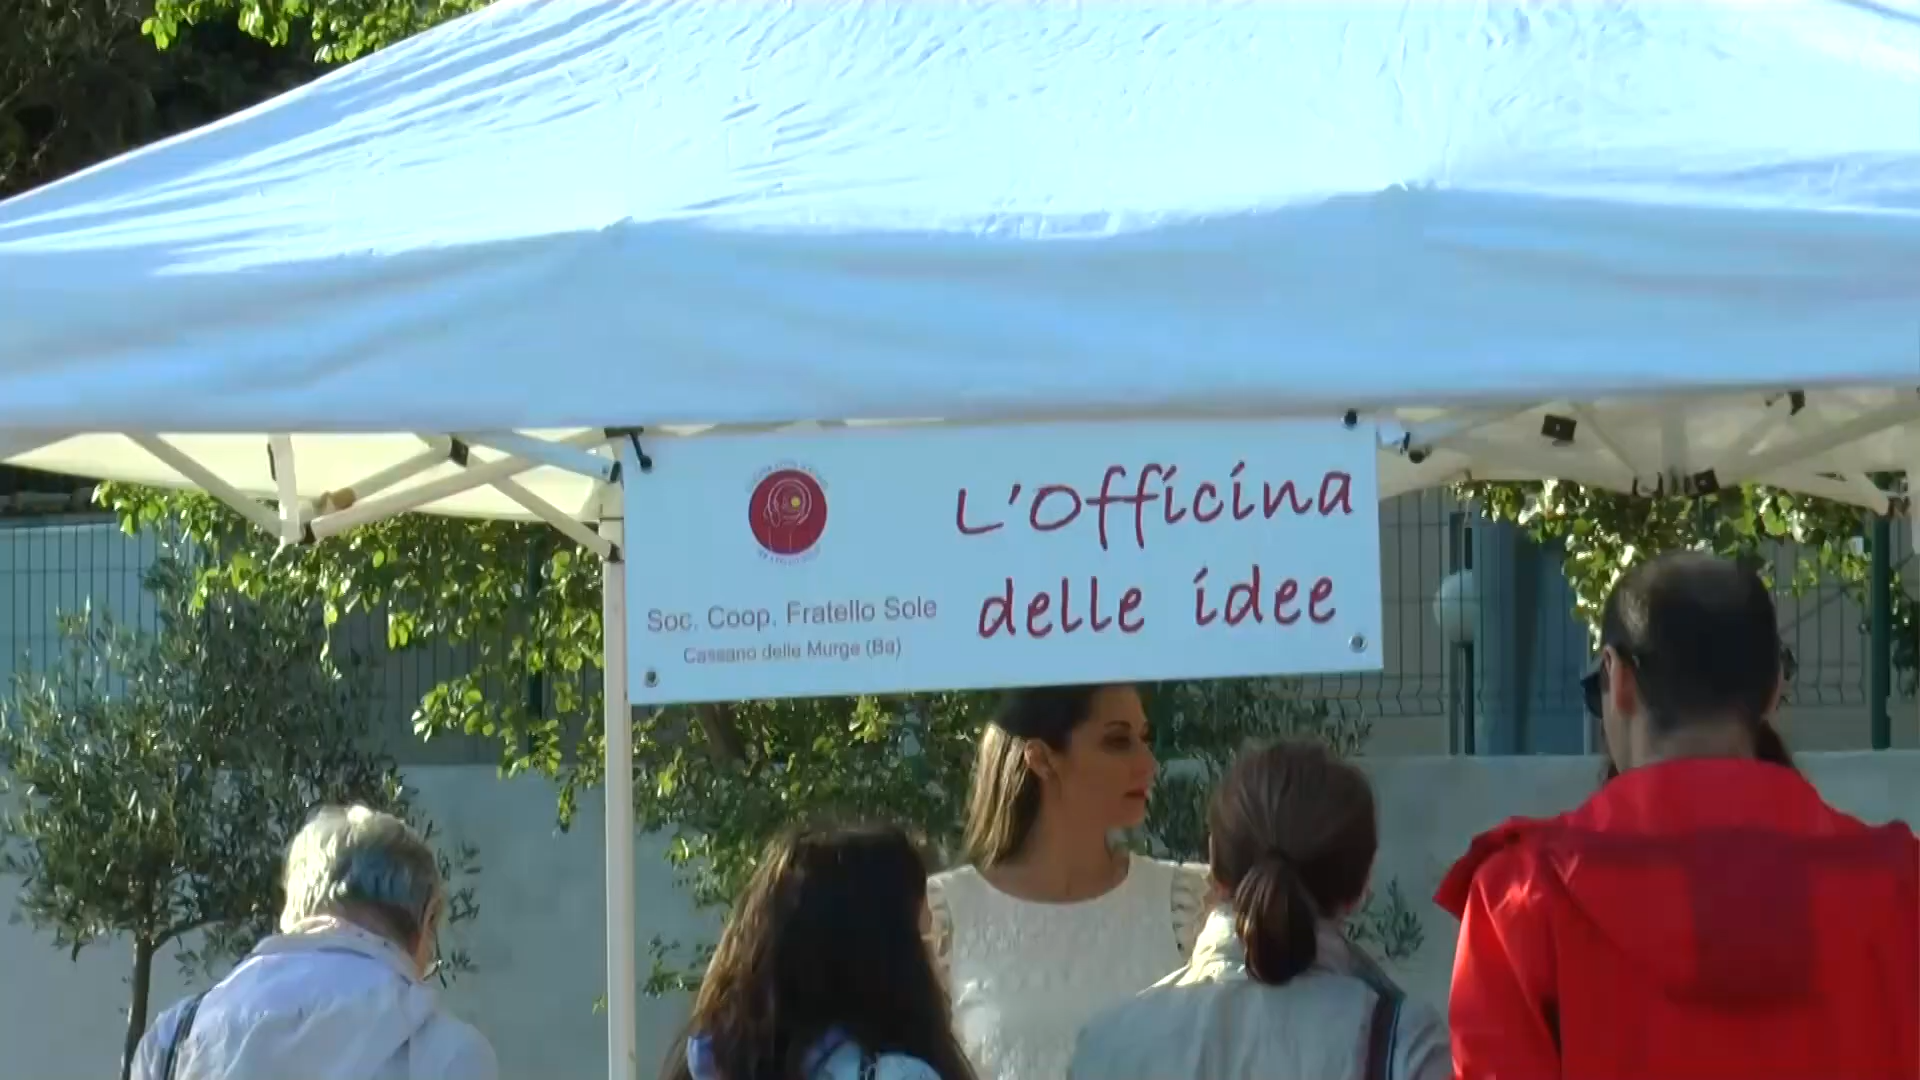 L'Officina
delle idee
Soc. Coop. Fratello Sole
Cassano delle Murge (Ba)